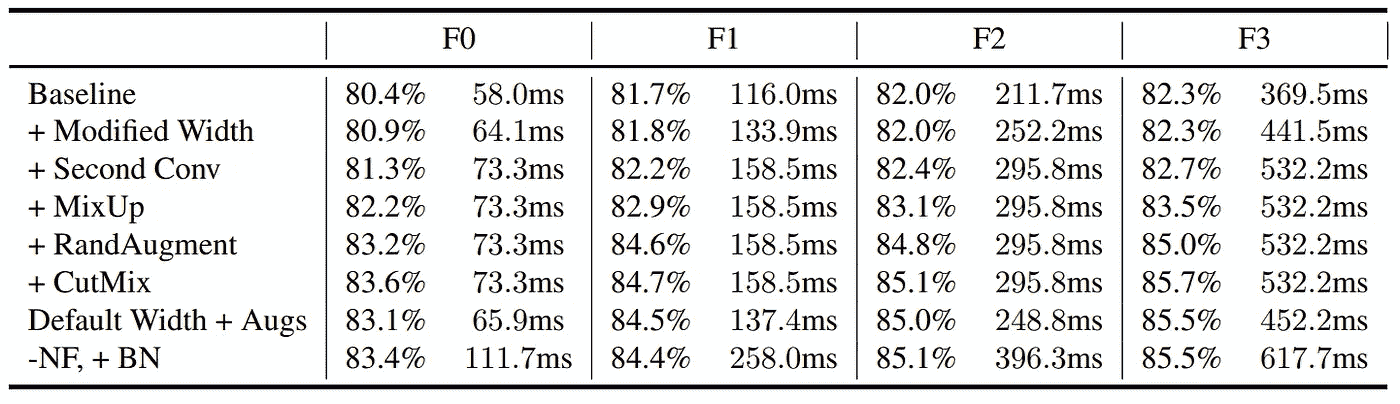 F0 F1 F2 F3
Baseline 80.4% 58.0ms 81.7% 116.0ms 82.0% 211.7ms 82.3% 369.5ms
+ Modified Width 80.9% 64.1ms 81.8% 133.9ms 82.0% 252.2ms 82.3% 441.5ms
+ Second Conv 81.3% 73.3ms 82.2% 158.5ms 82.4% 295.8ms 82.7% 532.2ms
+ MixUp 82.2% 73.3ms 82.9% 158.5ms 83.1% 295.8ms 83.5% 532.2ms
+ RandAugment 83.2% 73.3ms 84.6% 158.5ms 84.8% 295.8ms 85.0% 532.2ms
+ CutMix 83.6% 73.3ms 84.7% 158.5ms 85.1% 295.8ms 85.7% 532.2ms
Default Width + Augs 83.1% 65.9ms 84.5% 137.4ms 85.0% 248.8ms 85.5% 452.2ms
-NF, + BN 83.4% 111.7ms 84.4% 258.0ms 85.1% 396.3ms 85.5% 617.7ms